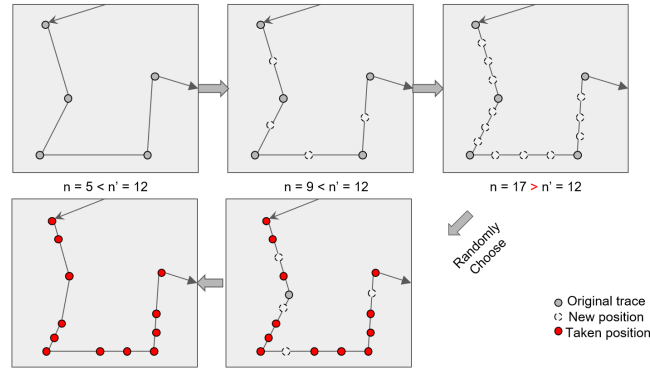 n = 5 < n' = 12
n = 9 < n' = 12
n = 17 > n' = 12
Randomly
Choose
Original trace
New position
Taken position